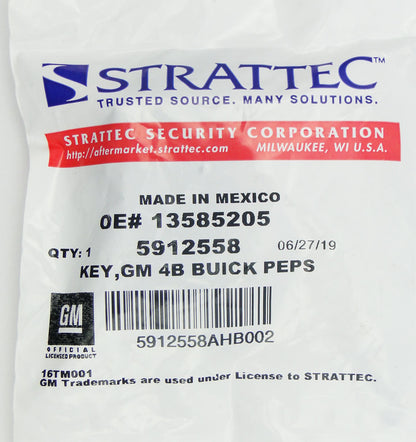 STRATTEC™
TRUSTED SOURCE. MANY SOLUTIONS.
STRATTEC SECURITY CORPORATION
http://aftermarket.strattec.com MILWAUKEE, WI U.S.A.
MADE IN MEXICO
OE# 13585205
QTY: 1 5912558 06/27/19
KEY,GM 4B BUICK PEPS
GM
OFFICIAL
LICENSED PRODUCT
5912558AHB002
16TM001
GM Trademarks are used under License to STRATTEC.